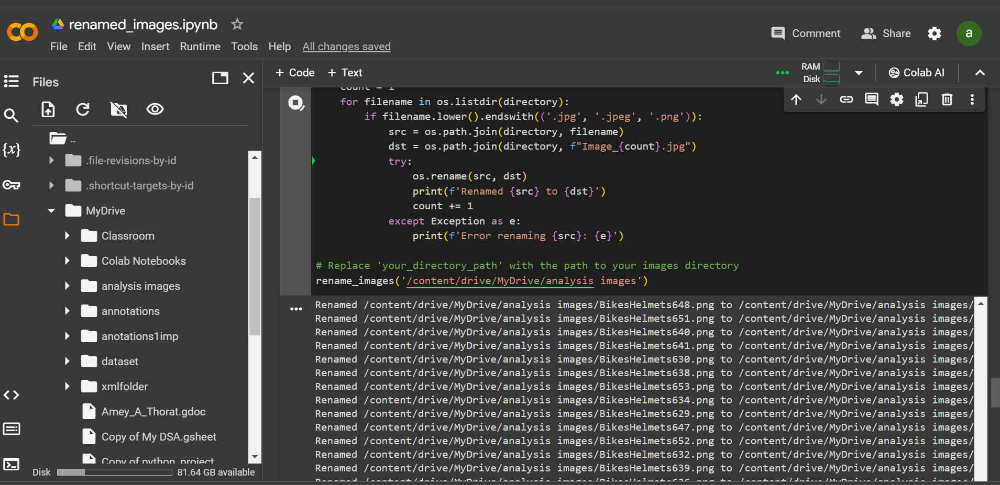 renamed_images.ipynb
File Edit View Insert Runtime Tools Help All changes saved
Comment Share a
Files
+ Code + Text
RAM
Disk
Colab AI
{x}
..
.file-revisions-by-id
.shortcut-targets-by-id
MyDrive
Classroom
Colab Notebooks
analysis images
annotations
anotations1imp
dataset
xmlfolder
Amey_A_Thorat.gdoc
Copy of My DSA.gsheet
Copy of python_project
Disk 81.64 GB available
count = 1
for filename in os.listdir(directory):
if filename.lower().endswith(('.jpg', '.jpeg', '.png')):
src = os.path.join(directory, filename)
dst = os.path.join(directory, f"Image_{count}.jpg")
try:
os.rename(src, dst)
print(f'Renamed {src} to {dst}')
count += 1
except Exception as e:
print(f'Error renaming {src}: {e}')
# Replace 'your_directory_path' with the path to your images directory
rename_images('/content/drive/MyDrive/analysis images')
Renamed /content/drive/MyDrive/analysis images/BikesHelmets648.png to /content/drive/MyDrive/analysis images/
Renamed /content/drive/MyDrive/analysis images/BikesHelmets651.png to /content/drive/MyDrive/analysis images/
Renamed /content/drive/MyDrive/analysis images/BikesHelmets640.png to /content/drive/MyDrive/analysis images/
Renamed /content/drive/MyDrive/analysis images/BikesHelmets641.png to /content/drive/MyDrive/analysis images/
Renamed /content/drive/MyDrive/analysis images/BikesHelmets630.png to /content/drive/MyDrive/analysis images/
Renamed /content/drive/MyDrive/analysis images/BikesHelmets638.png to /content/drive/MyDrive/analysis images/
Renamed /content/drive/MyDrive/analysis images/BikesHelmets653.png to /content/drive/MyDrive/analysis images/
Renamed /content/drive/MyDrive/analysis images/BikesHelmets634.png to /content/drive/MyDrive/analysis images/
Renamed /content/drive/MyDrive/analysis images/BikesHelmets629.png to /content/drive/MyDrive/analysis images/
Renamed /content/drive/MyDrive/analysis images/BikesHelmets647.png to /content/drive/MyDrive/analysis images/
Renamed /content/drive/MyDrive/analysis images/BikesHelmets652.png to /content/drive/MyDrive/analysis images/
Renamed /content/drive/MyDrive/analysis images/BikesHelmets632.png to /content/drive/MyDrive/analysis images/
Renamed /content/drive/MyDrive/analysis images/BikesHelmets639.png to /content/drive/MyDrive/analysis images/
Renamed /content/drive/MyDrive/analysis images/BikesHelmets636.png to /content/drive/MyDrive/analysis images/